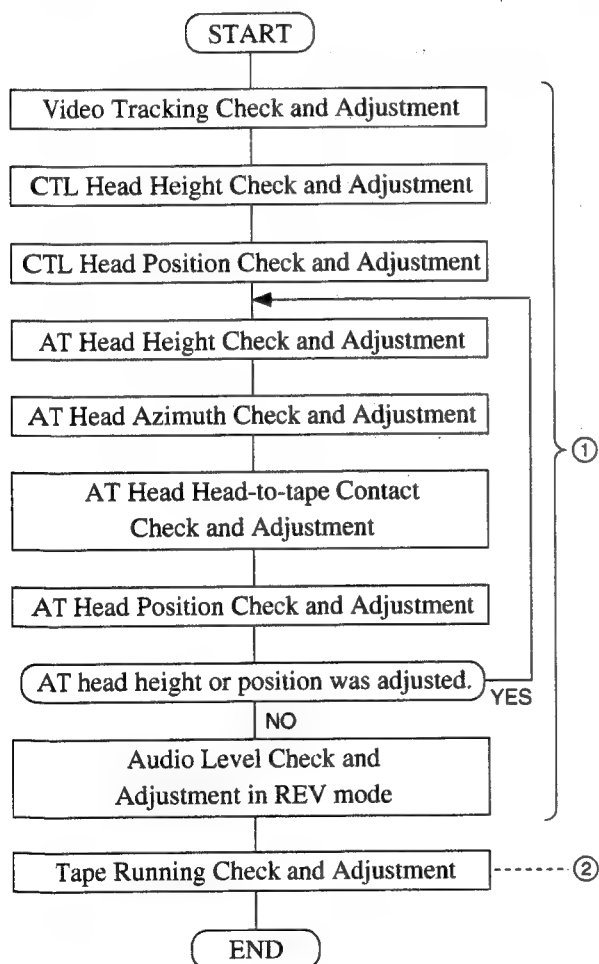 START
Video Tracking Check and Adjustment
CTL Head Height Check and Adjustment
CTL Head Position Check and Adjustment
AT Head Height Check and Adjustment
AT Head Azimuth Check and Adjustment
①
AT Head Head-to-tape Contact
Check and Adjustment
AT Head Position Check and Adjustment
AT head height or position was adjusted.
YES
NO
Audio Level Check and
Adjustment in REV mode
Tape Running Check and Adjustment
②
END